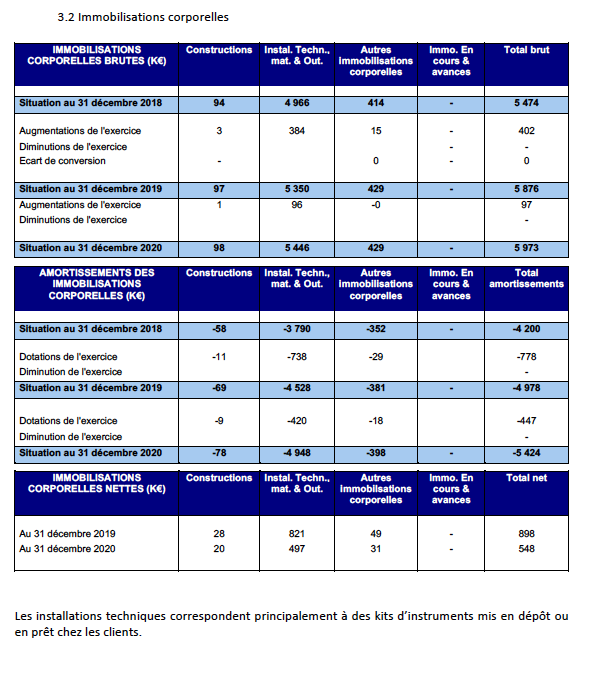 3.2 Immobilisations corporelles
IMMOBILISATIONS CORPORELLES BRUTES (K€) Constructions Instal. Techn., mat. & Out. Autres immobilisations corporelles Immo. En cours & avances Total brut
Situation au 31 décembre 2018 94 4 966 414 - 5 474
Augmentations de l'exercice 3 384 15 - 402
Diminutions de l'exercice - -
Ecart de conversion - 0 - 0
Situation au 31 décembre 2019 97 5 350 429 - 5 876
Augmentations de l'exercice 1 96 -0 97
Diminutions de l'exercice -
Situation au 31 décembre 2020 98 5 446 429 - 5 973
AMORTISSEMENTS DES IMMOBILISATIONS CORPORELLES (K€) Constructions Instal. Techn., mat. & Out. Autres immobilisations corporelles Immo. En cours & avances Total amortissements
Situation au 31 décembre 2018 -58 -3 790 -352 - -4 200
Dotations de l'exercice -11 -738 -29 -778
Diminution de l'exercice -
Situation au 31 décembre 2019 -69 -4 528 -381 - -4 978
Dotations de l'exercice -9 -420 -18 -447
Diminution de l'exercice -
Situation au 31 décembre 2020 -78 -4 948 -398 - -5 424
IMMOBILISATIONS CORPORELLES NETTES (K€) Constructions Instal. Techn., mat. & Out. Autres immobilisations corporelles Immo. En cours & avances Total net
Au 31 décembre 2019 28 821 49 - 898
Au 31 décembre 2020 20 497 31 - 548
Les installations techniques correspondent principalement à des kits d'instruments mis en dépôt ou
en prêt chez les clients.